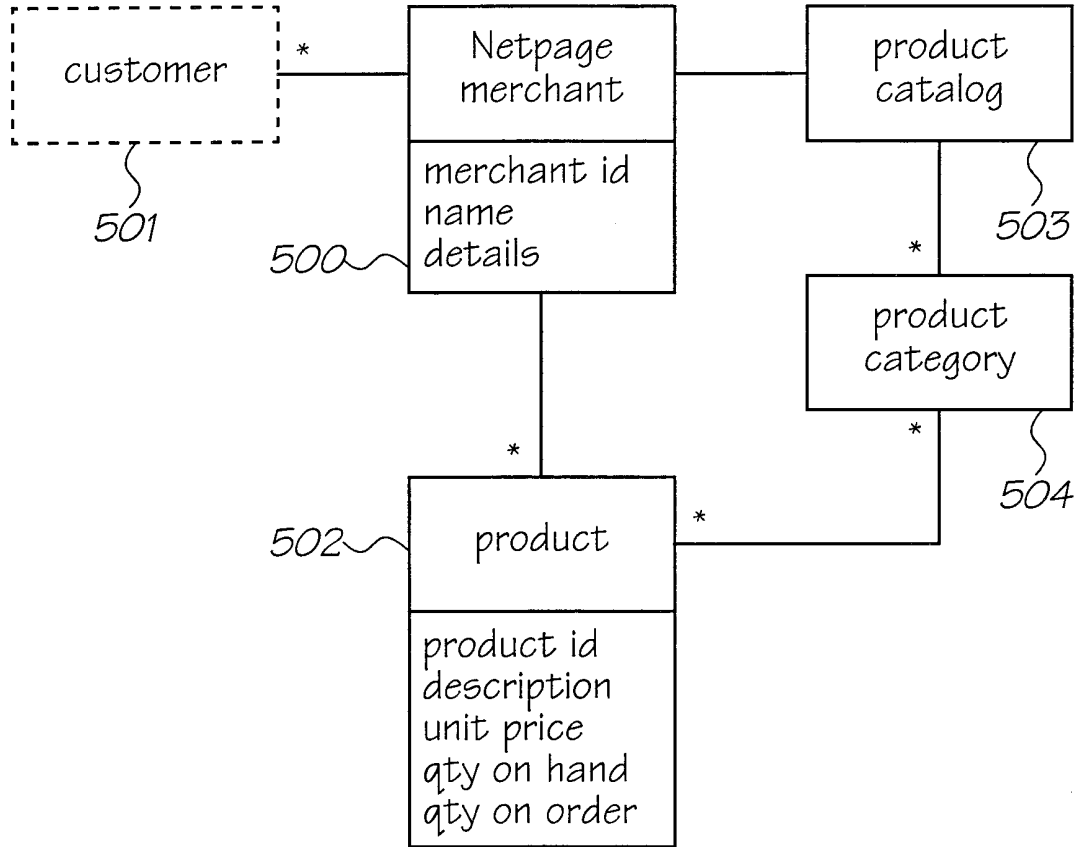 customer
*
Netpage
merchant
product
catalog
501
merchant id
name
details
500
503
*
product
category
*
504
*
*
502
product
product id
description
unit price
qty on hand
qty on order